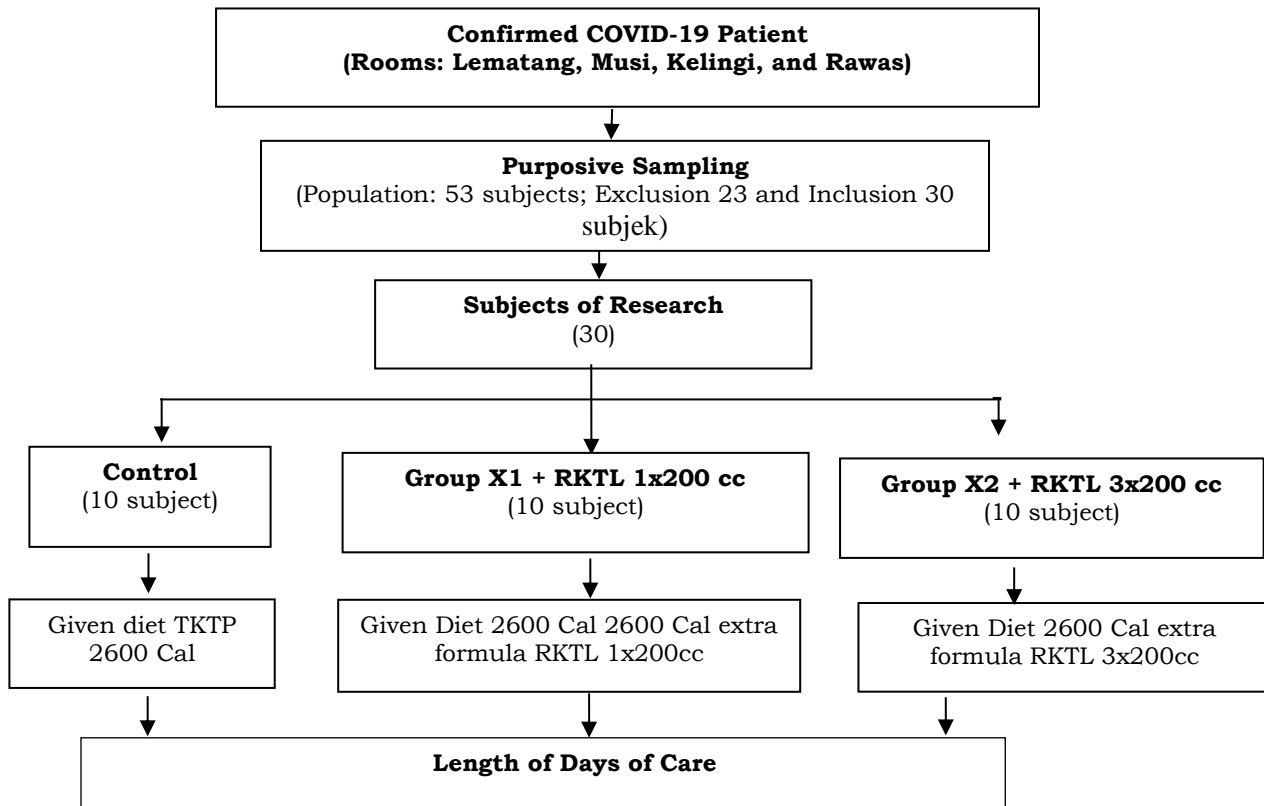 Confirmed COVID-19 Patient
(Rooms: Lematang, Musi, Kelingi, and Rawas)
Purposive Sampling
(Population: 53 subjects; Exclusion 23 and Inclusion 30
subjek)
Subjects of Research
(30)
Control
(10 subject)
Group X1 + RKTL 1x200 cc
(10 subject)
Group X2 + RKTL 3x200 cc
(10 subject)
Given diet TKTP
2600 Cal
Given Diet 2600 Cal 2600 Cal extra
formula RKTL 1x200cc
Given Diet 2600 Cal extra
formula RKTL 3x200cc
Length of Days of Care